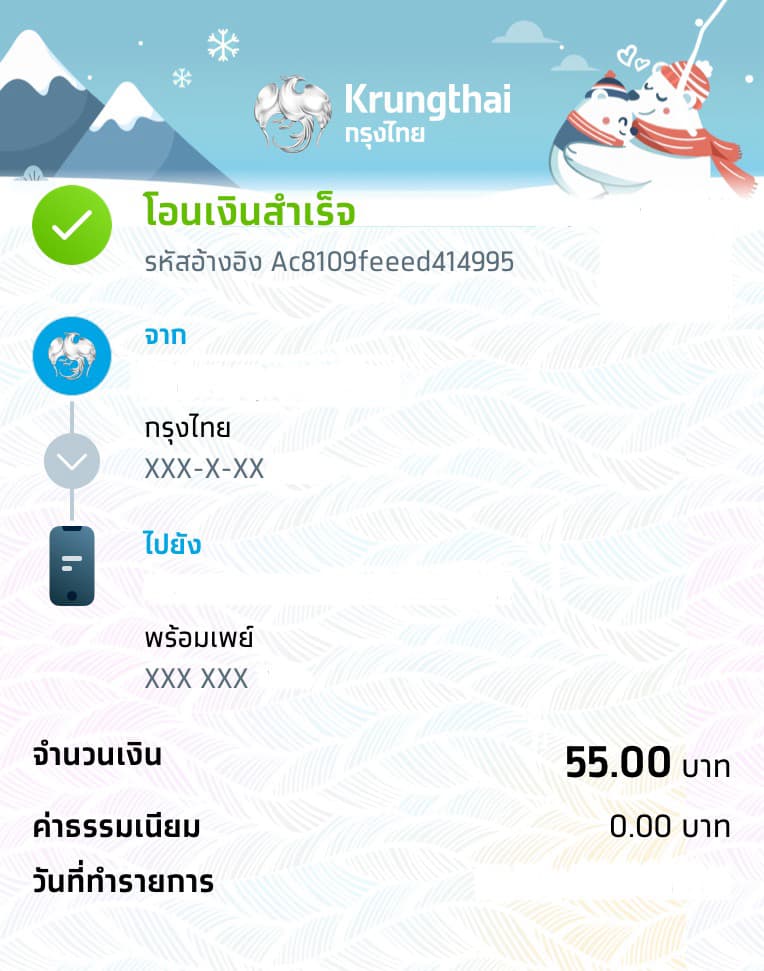 Krungthai
กรุงไทย
โอนเงินสำเร็จ
รหัสอ้างอิง Ac8109feeed414995
จาก
กรุงไทย
XXX-X-XX
ไปยัง
พร้อมเพย์
XXX XXX
จำนวนเงิน 55.00 บาท
ค่าธรรมเนียม 0.00 บาท
วันที่ทำรายการ